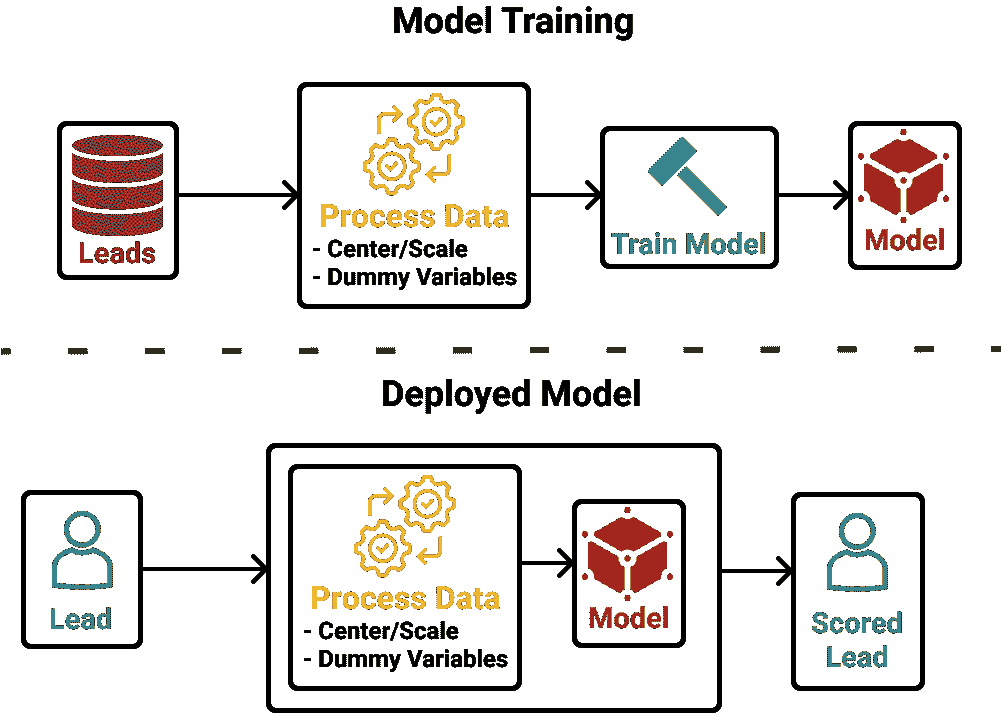 Model Training
Leads
Process Data
- Center/Scale
- Dummy Variables
Train Model
Model
Deployed Model
Lead
Process Data
- Center/Scale
- Dummy Variables
Model
Scored
Lead